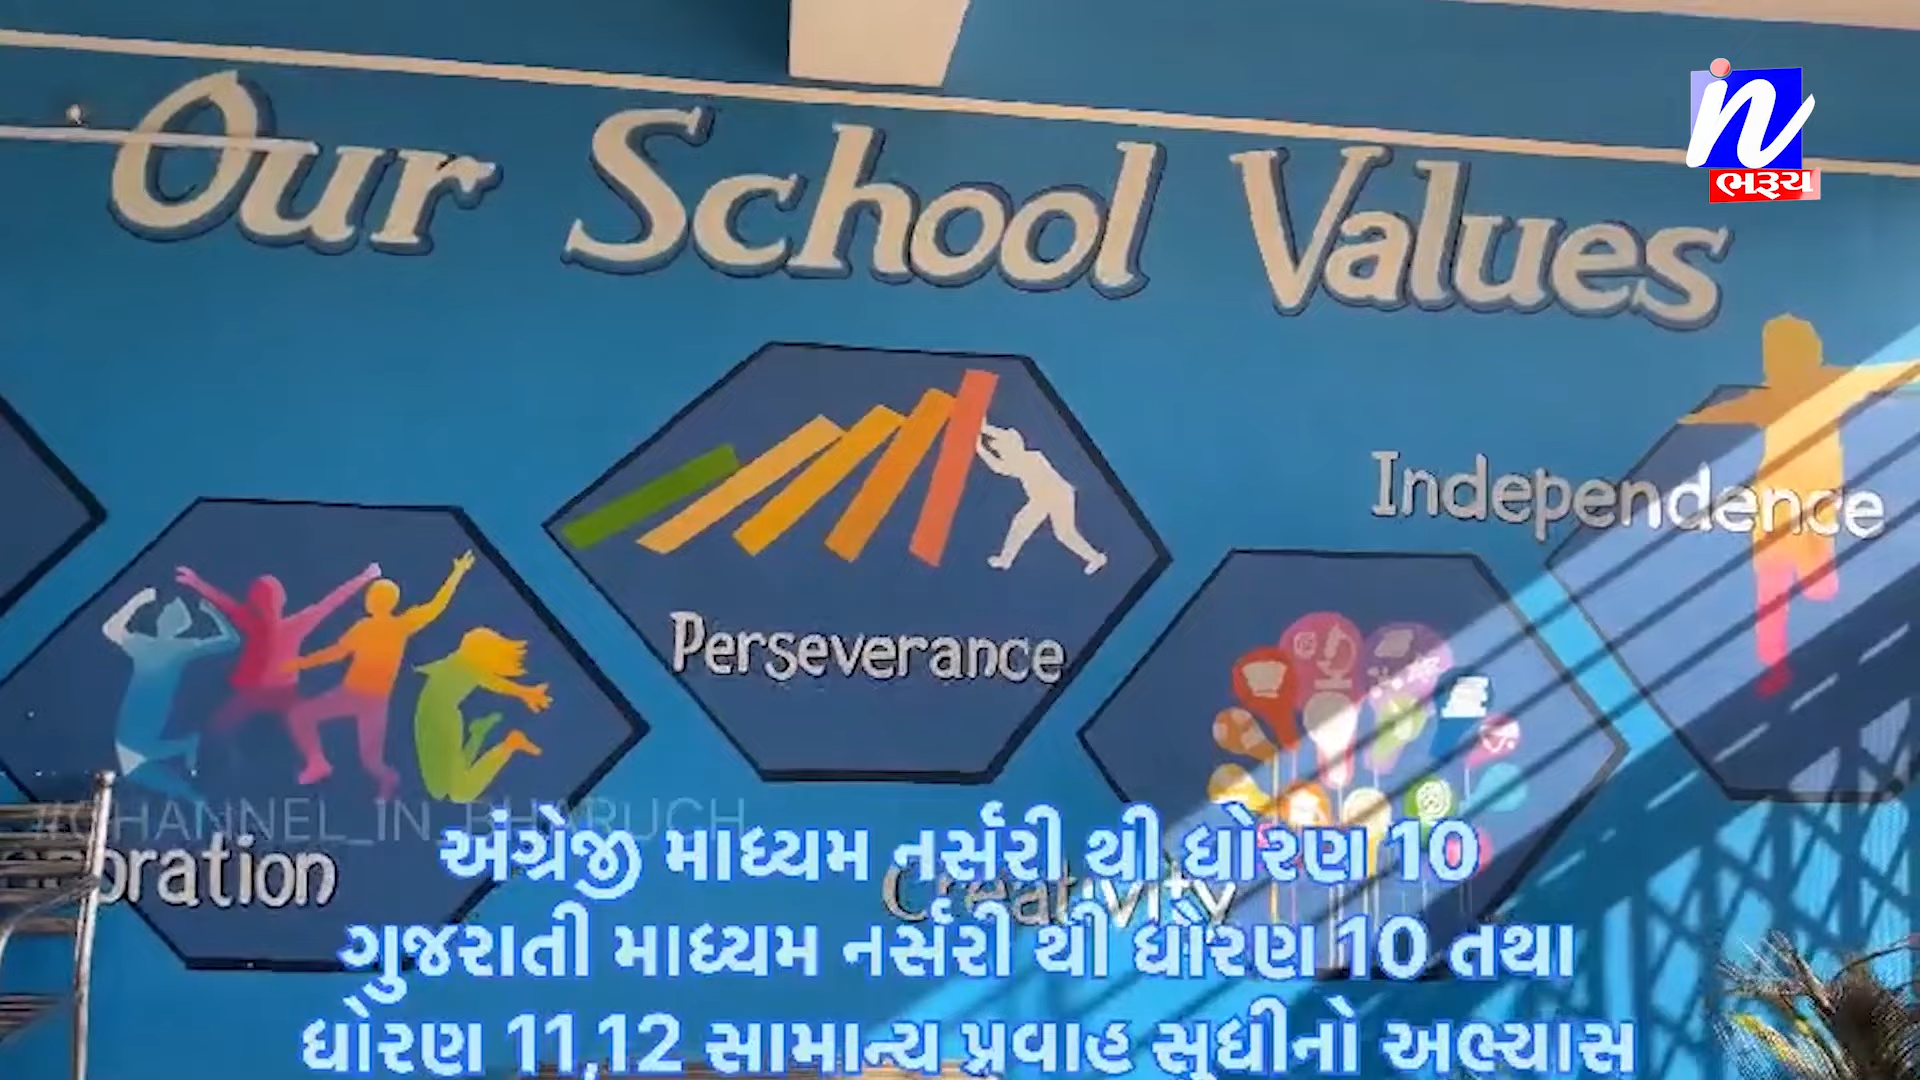 Our School Values
in
ભરૂચ
Independence
Perseverance
#CHANNEL_IN_BHARUCH
oration
Creativity
અંગ્રેજી માધ્યમ નર્સરી થી ધોરણ 10
ગુજરાતી માધ્યમ નર્સરી થી ધોરણ 10 તથા
ધોરણ 11,12 સામાન્ય પ્રવાહ સુધીનો અભ્યાસ